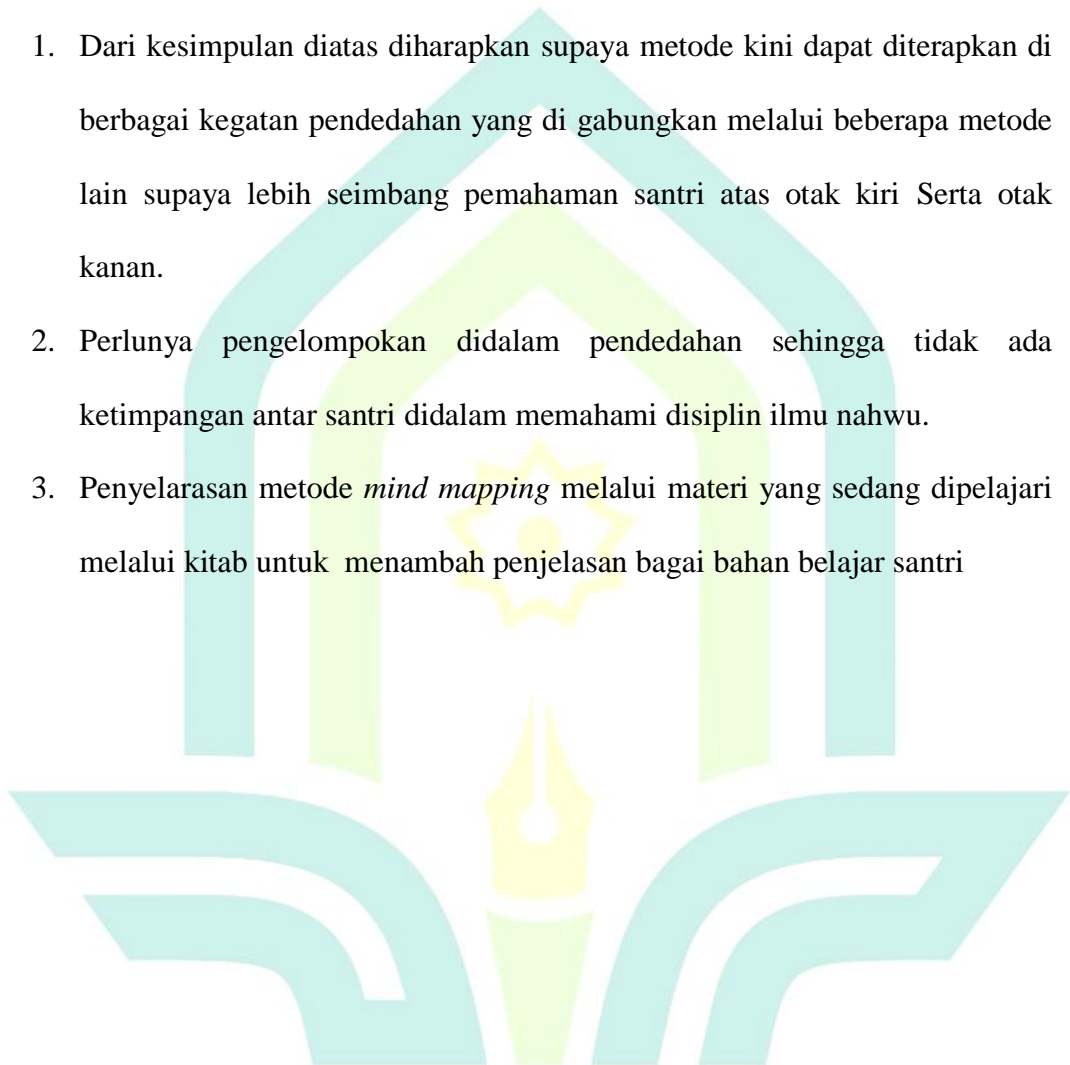 1. Dari kesimpulan diatas diharapkan supaya metode kini dapat diterapkan di
berbagai kegatan pendedahan yang di gabungkan melalui beberapa metode
lain supaya lebih seimbang pemahaman santri atas otak kiri Serta otak
kanan.
2. Perlunya pengelompokan didalam pendedahan sehingga tidak ada
ketimpangan antar santri didalam memahami disiplin ilmu nahwu.
3. Penyelarasan metode mind mapping melalui materi yang sedang dipelajari
melalui kitab untuk menambah penjelasan bagai bahan belajar santri